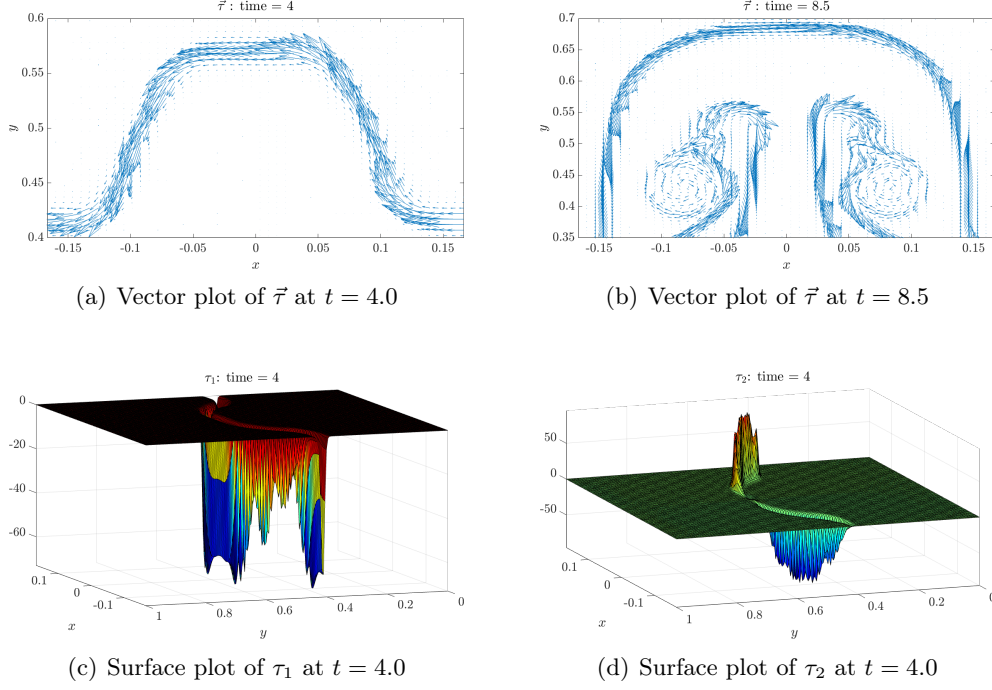 τ⃗ : time = 4
0.6
0.55
y
0.5
0.45
0.4
-0.15 -0.1 -0.05 0 0.05 0.1 0.15
x
(a) Vector plot of τ⃗ at t = 4.0
τ⃗ : time = 8.5
0.7
0.65
0.6
0.55
y
0.5
0.45
0.4
0.35
-0.15 -0.1 -0.05 0 0.05 0.1 0.15
x
(b) Vector plot of τ⃗ at t = 8.5
τ₁: time = 4
0
-20
-40
-60
0.1
0
-0.1
x
1 0.8 0.6 0.4 0.2 0
y
(c) Surface plot of τ₁ at t = 4.0
τ₂: time = 4
50
0
-50
0.1
0
-0.1
x
1 0.8 0.6 0.4 0.2 0
y
(d) Surface plot of τ₂ at t = 4.0